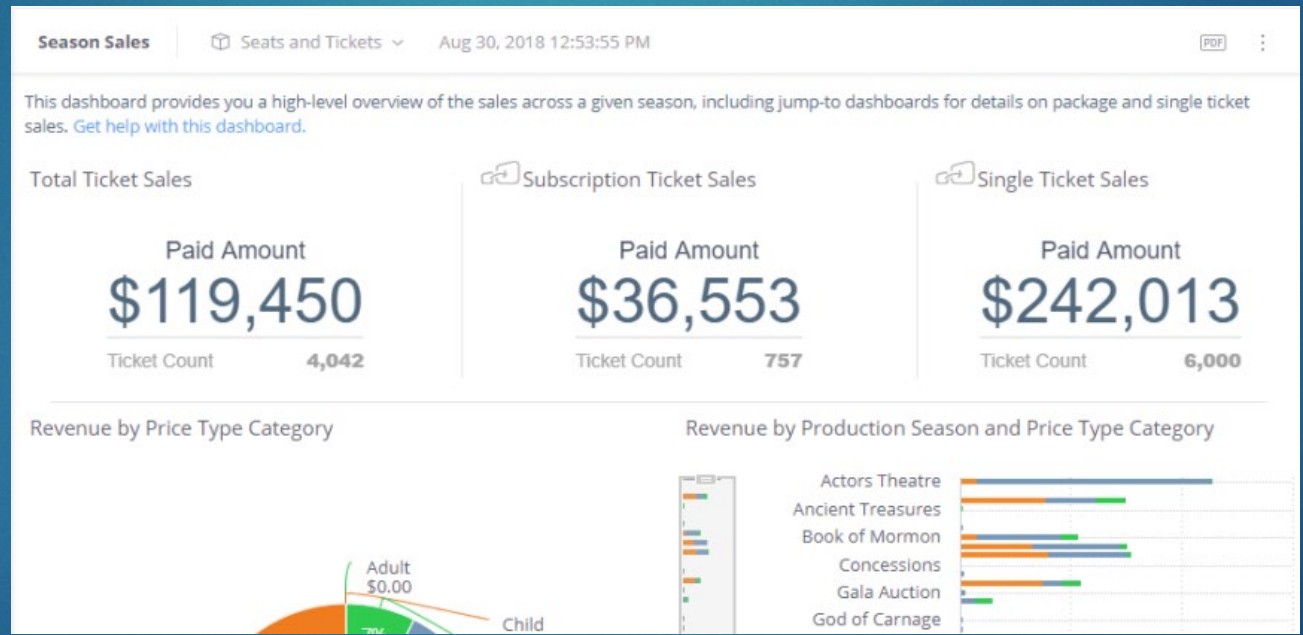 Season Sales
Seats and Tickets
Aug 30, 2018 12:53:55 PM
PDF
This dashboard provides you a high-level overview of the sales across a given season, including jump-to dashboards for details on package and single ticket
sales. Get help with this dashboard.
Total Ticket Sales
Paid Amount
$119,450
Ticket Count 4,042
Subscription Ticket Sales
Paid Amount
$36,553
Ticket Count 757
Single Ticket Sales
Paid Amount
$242,013
Ticket Count 6,000
Revenue by Price Type Category
Adult
$0.00
Child
7%
Revenue by Production Season and Price Type Category
Actors Theatre
Ancient Treasures
Book of Mormon
Concessions
Gala Auction
God of Carnage